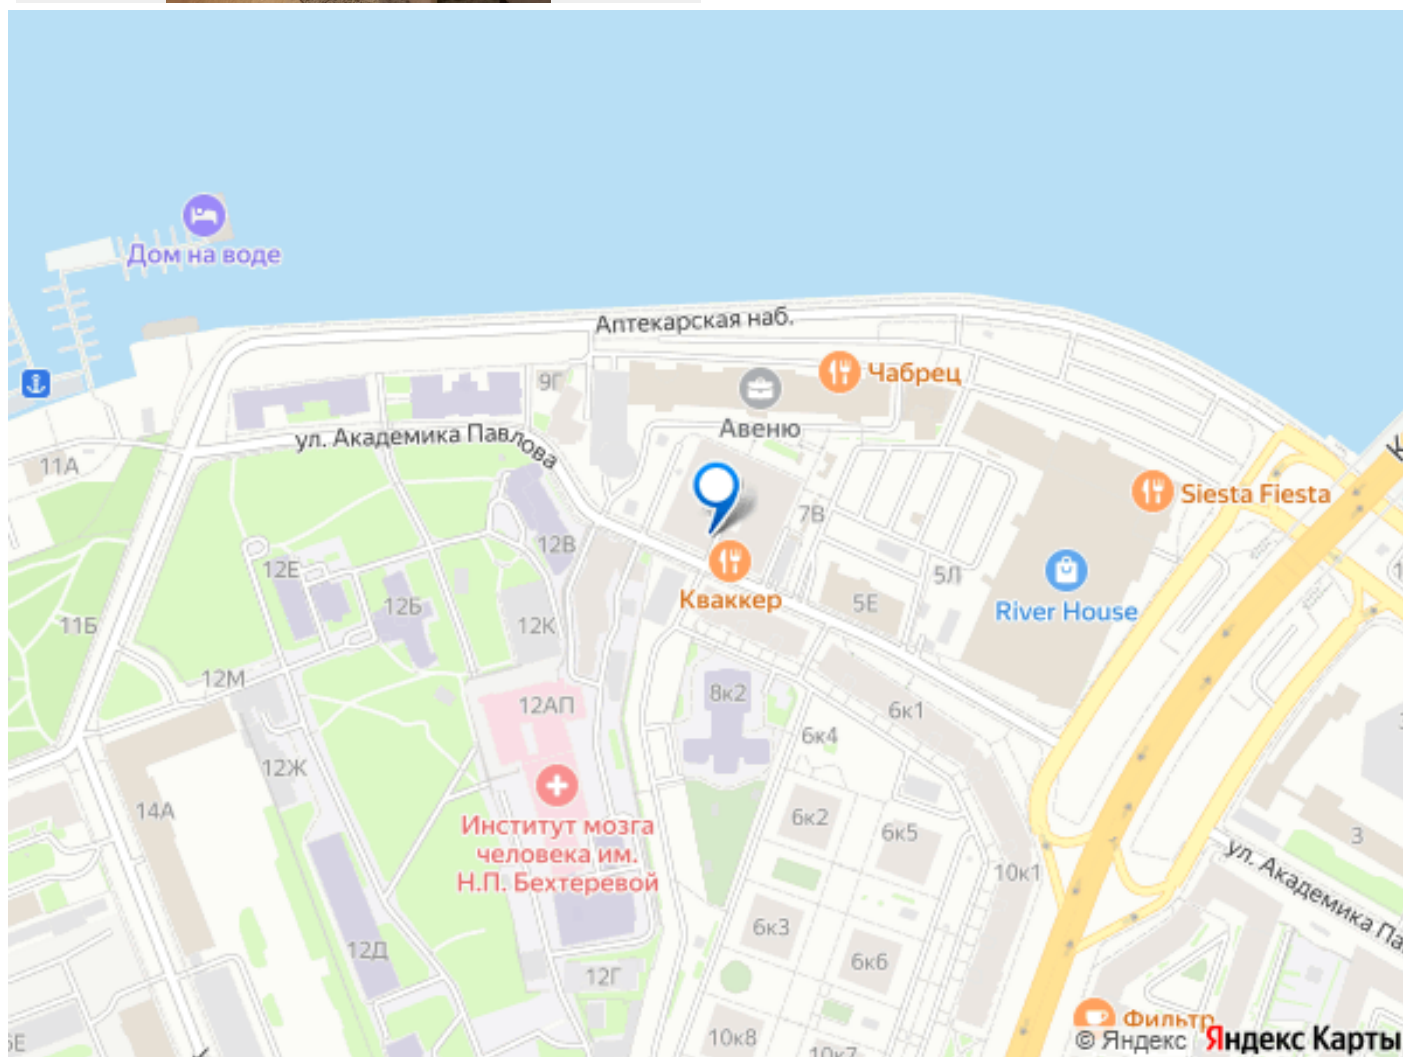 Дом на воде
Аптекарская наб.
Чабрец
9Г
Авеню
ул. Академика Павлова
11А
Siesta Fiesta
7В
12В
12Е
5Л
12Б
5Е
River House
Кваккер
11Б
12К
12М
8к2
12АП
6к1
6к4
12Ж
14А
6к2
6к5
3
Институт мозга
человека им.
Н.П. Бехтеревой
ул. Академика Па
10к1
6к3
12Д
6к6
12Г
Фильтр
10к8
10к7
© Яндекс Яндекс Карты